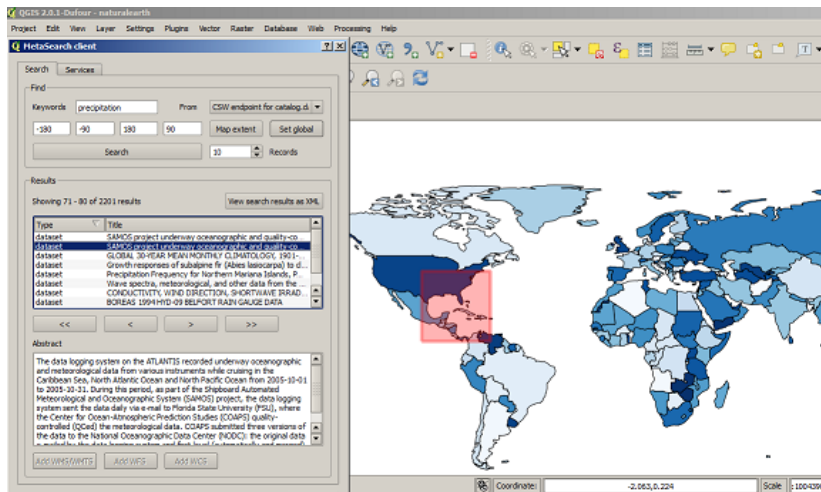 QGIS 2.0.1-Dufour - naturalearth
Project Edit View Layer Settings Plugins Vector Raster Database Web Processing Help
MetaSearch client
Search Services
Find
Keywords precipitation From CSW endpoint for catalog.d
-180 -90 180 90 Map extent Set global
Search 10 Records
Results
Showing 71 - 80 of 2201 results View search results as XML
Type Title
dataset SAMOS project underway oceanographic and quality-co...
dataset SAMOS project underway oceanographic and quality-co...
dataset GLOBAL 30-YEAR MEAN MONTHLY CLIMATOLOGY, 1901-...
dataset Growth responses of subalpine fir (Abies lasiocarpa) to d...
dataset Precipitation Frequency for Northern Mariana Islands, P...
dataset Wave spectra, meteorological, and other data from the ...
dataset CONDUCTIVITY, WIND DIRECTION, SHORTWAVE IRRAD...
dataset BOREAS 1994 HYD-09 BELFORT RAIN GAUGE DATA
<< < > >>
Abstract
The data logging system on the ATLANTIS recorded underway oceanographic
and meteorological data from various instruments while cruising in the
Caribbean Sea, North Atlantic Ocean and North Pacific Ocean from 2005-10-01
to 2005-10-31. During this period, as part of the Shipboard Automated
Meteorological and Oceanographic System (SAMOS) project, the data logging
system sent the data daily via e-mail to Florida State University (FSU), where
the Center for Ocean-Atmospheric Prediction Studies (COAPS) quality-
controlled (QCed) the meteorological data. COAPS submitted three versions of
the data to the National Oceanographic Data Center (NODC): the original data
Add WMS/WMTS Add WFS Add WCS
Coordinate: -2.063,0.224 Scale